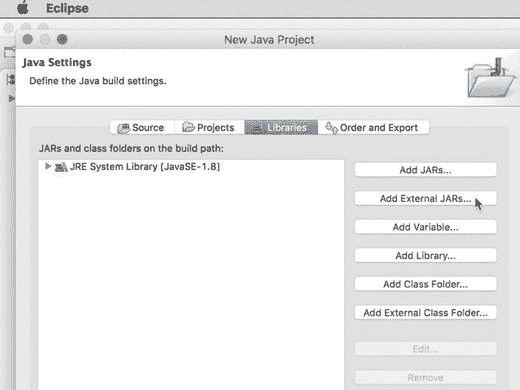 Eclipse
New Java Project
Java Settings
Define the Java build settings.
Source Projects Libraries Order and Export
JARs and class folders on the build path:
JRE System Library [JavaSE-1.8]
Add JARs...
Add External JARs...
Add Variable...
Add Library...
Add Class Folder...
Add External Class Folder...
Edit...
Remove